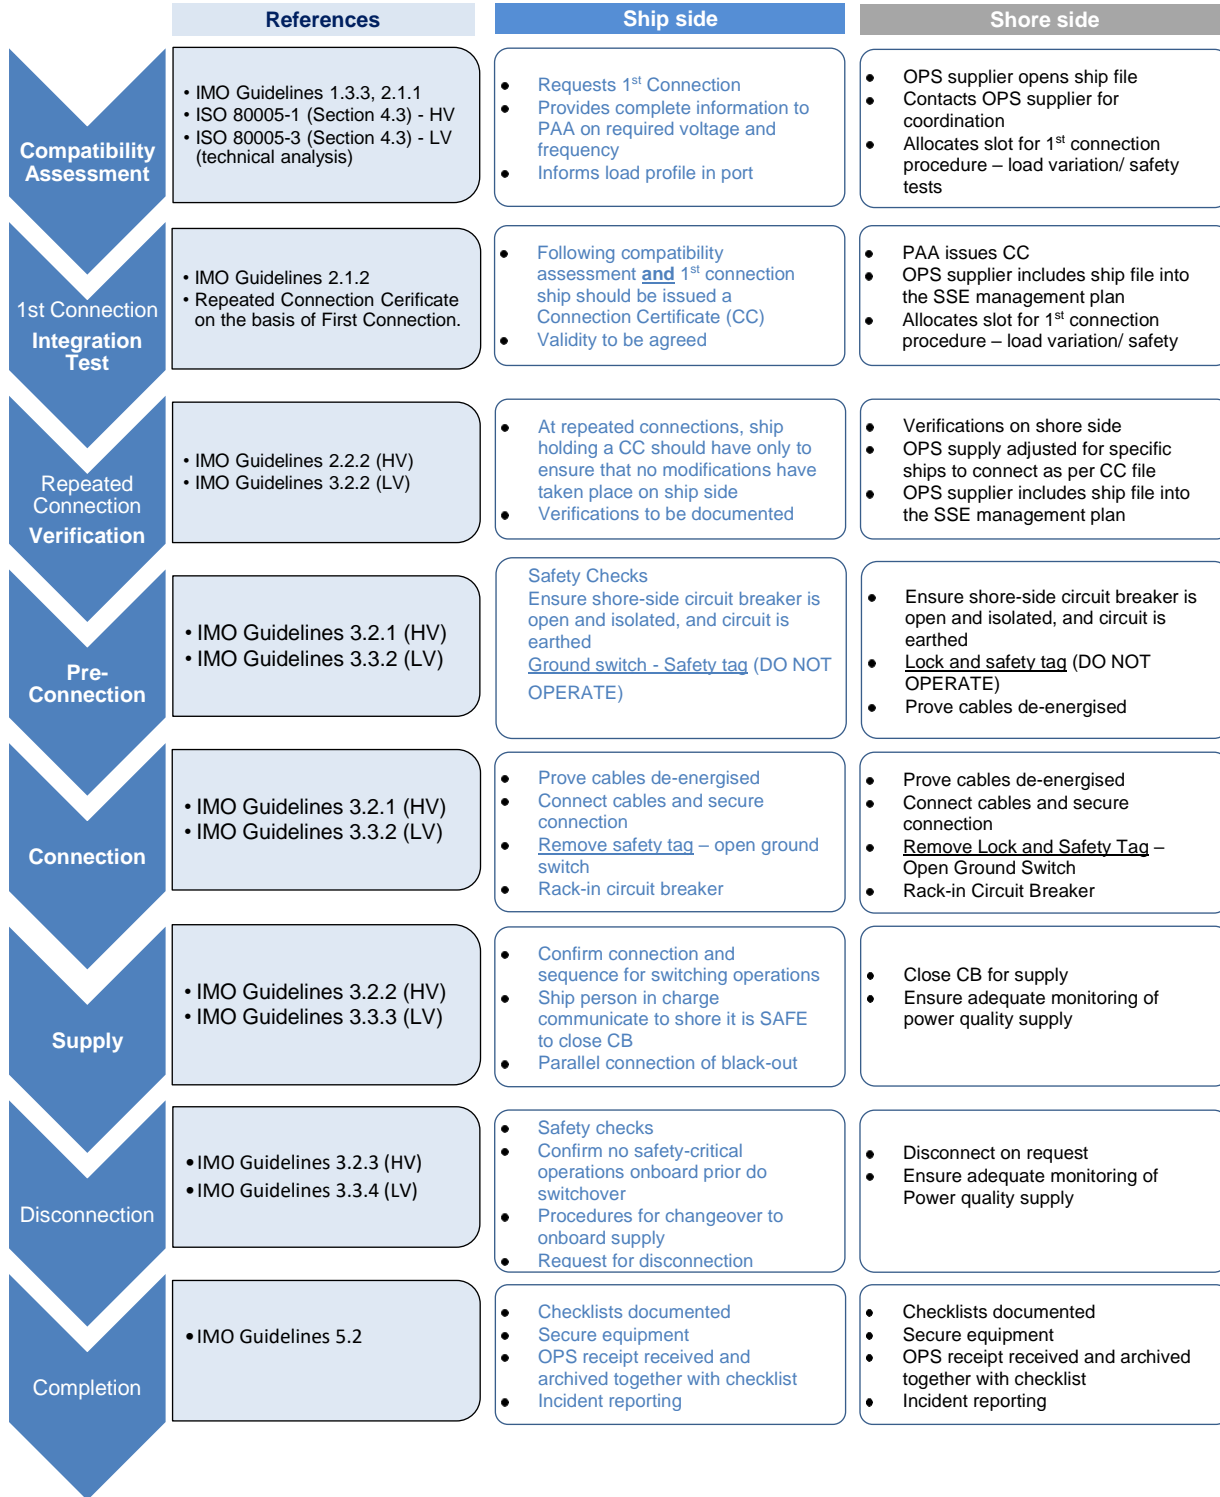 References
Ship side
Shore side
Compatibility
Assessment
• IMO Guidelines 1.3.3, 2.1.1
• ISO 80005-1 (Section 4.3) - HV
• ISO 80005-3 (Section 4.3) - LV
(technical analysis)
• Requests 1st Connection
• Provides complete information to
PAA on required voltage and
frequency
• Informs load profile in port
• OPS supplier opens ship file
• Contacts OPS supplier for
coordination
• Allocates slot for 1st connection
procedure – load variation/ safety
tests
1st Connection
Integration
Test
• IMO Guidelines 2.1.2
• Repeated Connection Cerificate
on the basis of First Connection.
• Following compatibility
assessment and 1st connection
ship should be issued a
Connection Certificate (CC)
• Validity to be agreed
• PAA issues CC
• OPS supplier includes ship file into
the SSE management plan
• Allocates slot for 1st connection
procedure – load variation/ safety
Repeated
Connection
Verification
• IMO Guidelines 2.2.2 (HV)
• IMO Guidelines 3.2.2 (LV)
• At repeated connections, ship
holding a CC should have only to
ensure that no modifications have
taken place on ship side
• Verifications to be documented
• Verifications on shore side
• OPS supply adjusted for specific
ships to connect as per CC file
• OPS supplier includes ship file into
the SSE management plan
Pre-
Connection
• IMO Guidelines 3.2.1 (HV)
• IMO Guidelines 3.3.2 (LV)
Safety Checks
Ensure shore-side circuit breaker is
open and isolated, and circuit is
earthed
Ground switch - Safety tag (DO NOT
OPERATE)
• Ensure shore-side circuit breaker is
open and isolated, and circuit is
earthed
• Lock and safety tag (DO NOT
OPERATE)
• Prove cables de-energised
Connection
• IMO Guidelines 3.2.1 (HV)
• IMO Guidelines 3.3.2 (LV)
• Prove cables de-energised
• Connect cables and secure
connection
• Remove safety tag – open ground
switch
• Rack-in circuit breaker
• Prove cables de-energised
• Connect cables and secure
connection
• Remove Lock and Safety Tag –
Open Ground Switch
• Rack-in Circuit Breaker
Supply
• IMO Guidelines 3.2.2 (HV)
• IMO Guidelines 3.3.3 (LV)
• Confirm connection and
sequence for switching operations
• Ship person in charge
communicate to shore it is SAFE
to close CB
• Parallel connection of black-out
• Close CB for supply
• Ensure adequate monitoring of
power quality supply
Disconnection
• IMO Guidelines 3.2.3 (HV)
• IMO Guidelines 3.3.4 (LV)
• Safety checks
• Confirm no safety-critical
operations onboard prior do
switchover
• Procedures for changeover to
onboard supply
• Request for disconnection
• Disconnect on request
• Ensure adequate monitoring of
Power quality supply
Completion
• IMO Guidelines 5.2
• Checklists documented
• Secure equipment
• OPS receipt received and
archived together with checklist
• Incident reporting
• Checklists documented
• Secure equipment
• OPS receipt received and archived
together with checklist
• Incident reporting